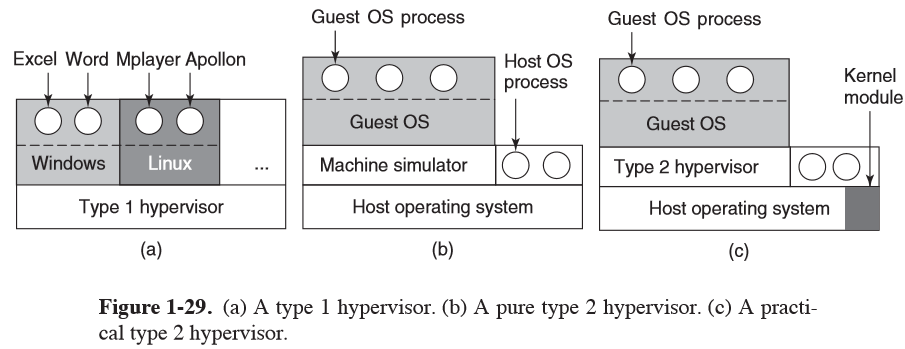 Excel Word Mplayer Apollon
Windows
Linux
...
Type 1 hypervisor
(a)
Guest OS process
Host OS
process
Guest OS
Machine simulator
Host operating system
(b)
Guest OS process
Kernel
module
Guest OS
Type 2 hypervisor
Host operating system
(c)
Figure 1-29. (a) A type 1 hypervisor. (b) A pure type 2 hypervisor. (c) A practi-
cal type 2 hypervisor.